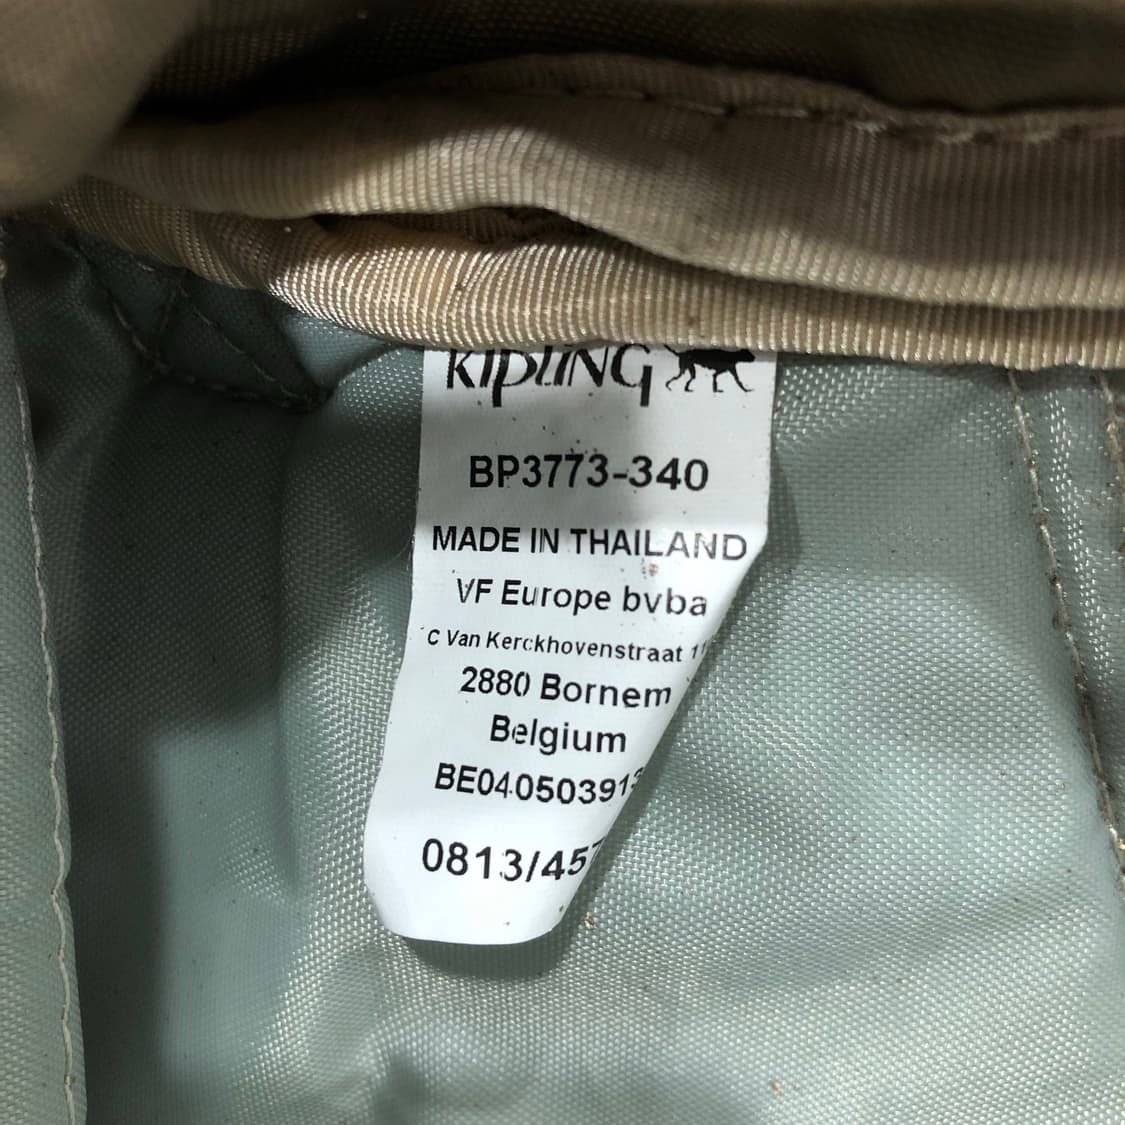 KIPLING
BP3773-340
MADE IN THAILAND
VF Europe bvba
C Van Kerckhovenstraat
2880 Bornem
Belgium